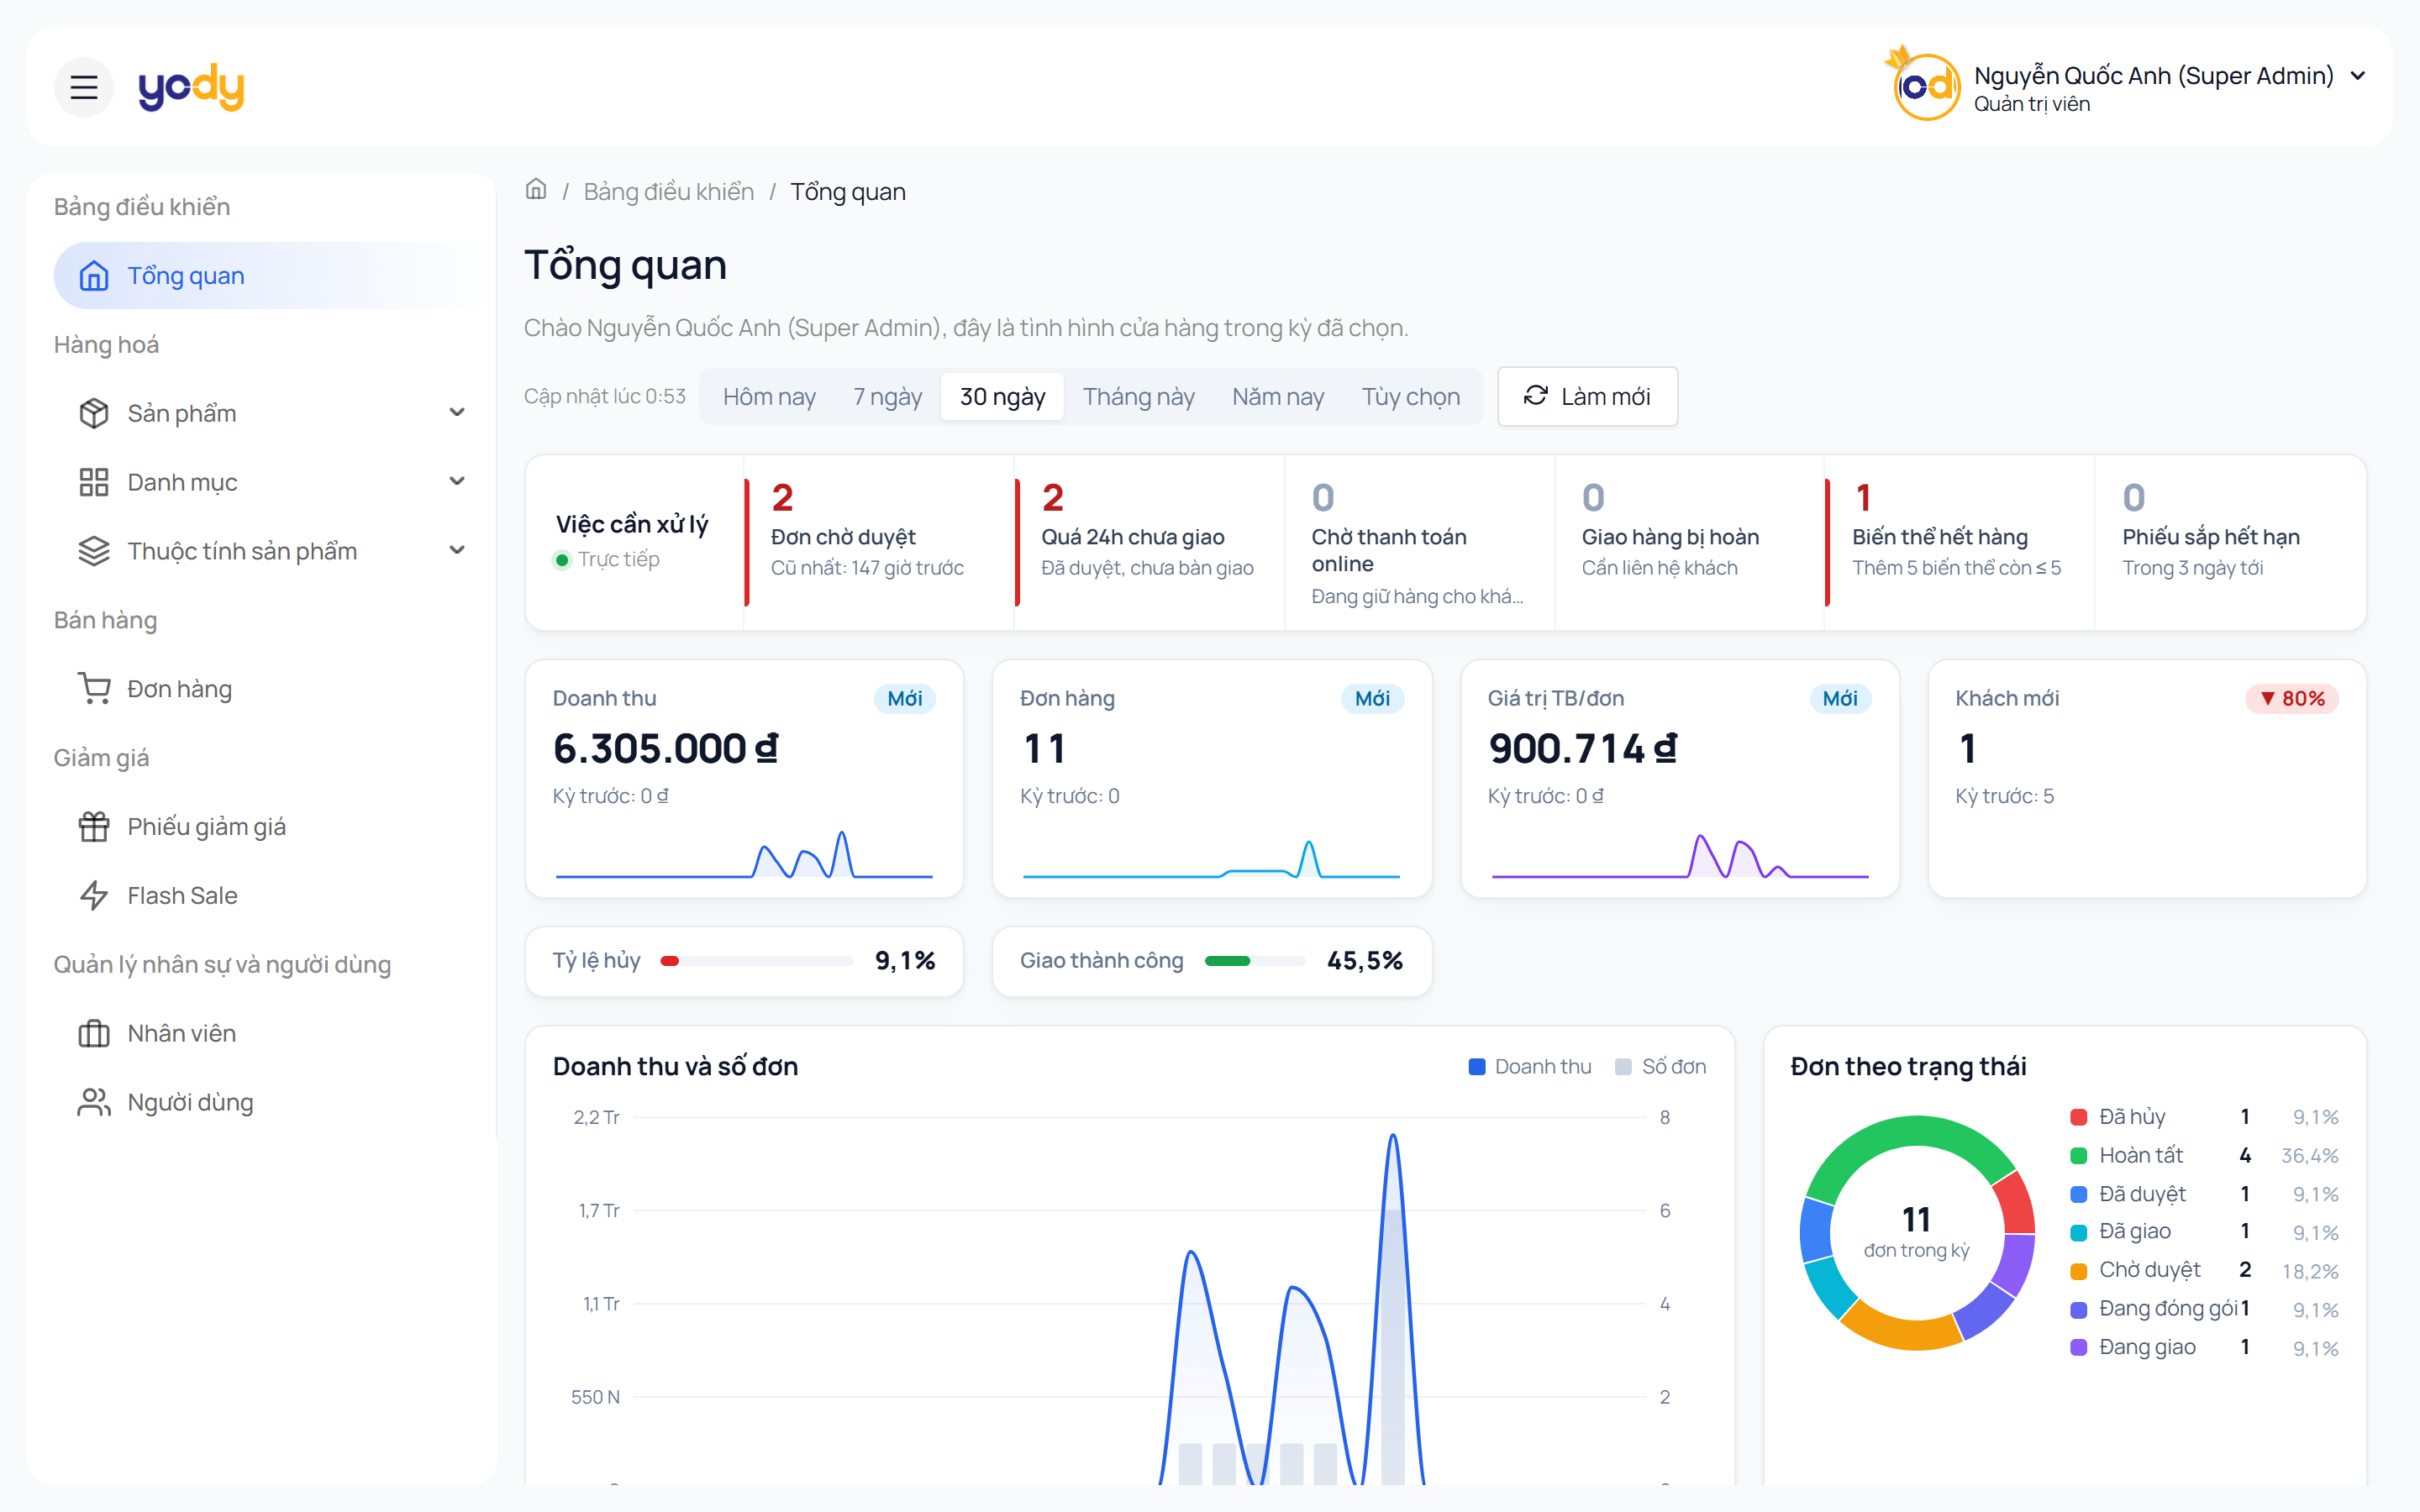 yody
Nguyễn Quốc Anh (Super Admin)
Quản trị viên
Bảng điều khiển
Tổng quan
Hàng hoá
Sản phẩm
Danh mục
Thuộc tính sản phẩm
Bán hàng
Đơn hàng
Giảm giá
Phiếu giảm giá
Flash Sale
Quản lý nhân sự và người dùng
Nhân viên
Người dùng
/ Bảng điều khiển / Tổng quan
Tổng quan
Chào Nguyễn Quốc Anh (Super Admin), đây là tình hình cửa hàng trong kỳ đã chọn.
Cập nhật lúc 0:53
Hôm nay
7 ngày
30 ngày
Tháng này
Năm nay
Tùy chọn
Làm mới
Việc cần xử lý
Trực tiếp
2
Đơn chờ duyệt
Cũ nhất: 147 giờ trước
2
Quá 24h chưa giao
Đã duyệt, chưa bàn giao
0
Chờ thanh toán
online
Đang giữ hàng cho khá...
0
Giao hàng bị hoàn
Cần liên hệ khách
1
Biến thể hết hàng
Thêm 5 biến thể còn ≤ 5
0
Phiếu sắp hết hạn
Trong 3 ngày tới
Doanh thu
Mới
6.305.000 ₫
Kỳ trước: 0 ₫
Đơn hàng
Mới
11
Kỳ trước: 0
Giá trị TB/đơn
Mới
900.714 ₫
Kỳ trước: 0 ₫
Khách mới
▼ 80%
1
Kỳ trước: 5
Tỷ lệ hủy
9,1%
Giao thành công
45,5%
Doanh thu và số đơn
Doanh thu
Số đơn
2,2 Tr
1,7 Tr
1,1 Tr
550 N
8
6
4
2
Đơn theo trạng thái
11
đơn trong kỳ
Đã hủy 1 9,1%
Hoàn tất 4 36,4%
Đã duyệt 1 9,1%
Đã giao 1 9,1%
Chờ duyệt 2 18,2%
Đang đóng gói 1 9,1%
Đang giao 1 9,1%